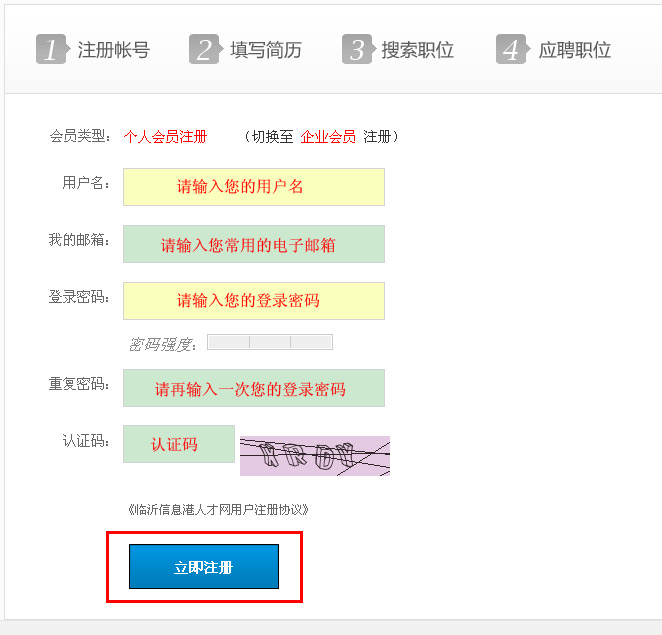 1 注册帐号 2 填写简历 3 搜索职位 4 应聘职位
会员类型： 个人会员注册 （切换至 企业会员 注册）
用户名： 请输入您的用户名
我的邮箱： 请输入您常用的电子邮箱
登录密码： 请输入您的登录密码
密码强度：
重复密码： 请再输入一次您的登录密码
认证码： 认证码
《临沂信息港人才网用户注册协议》
立即注册